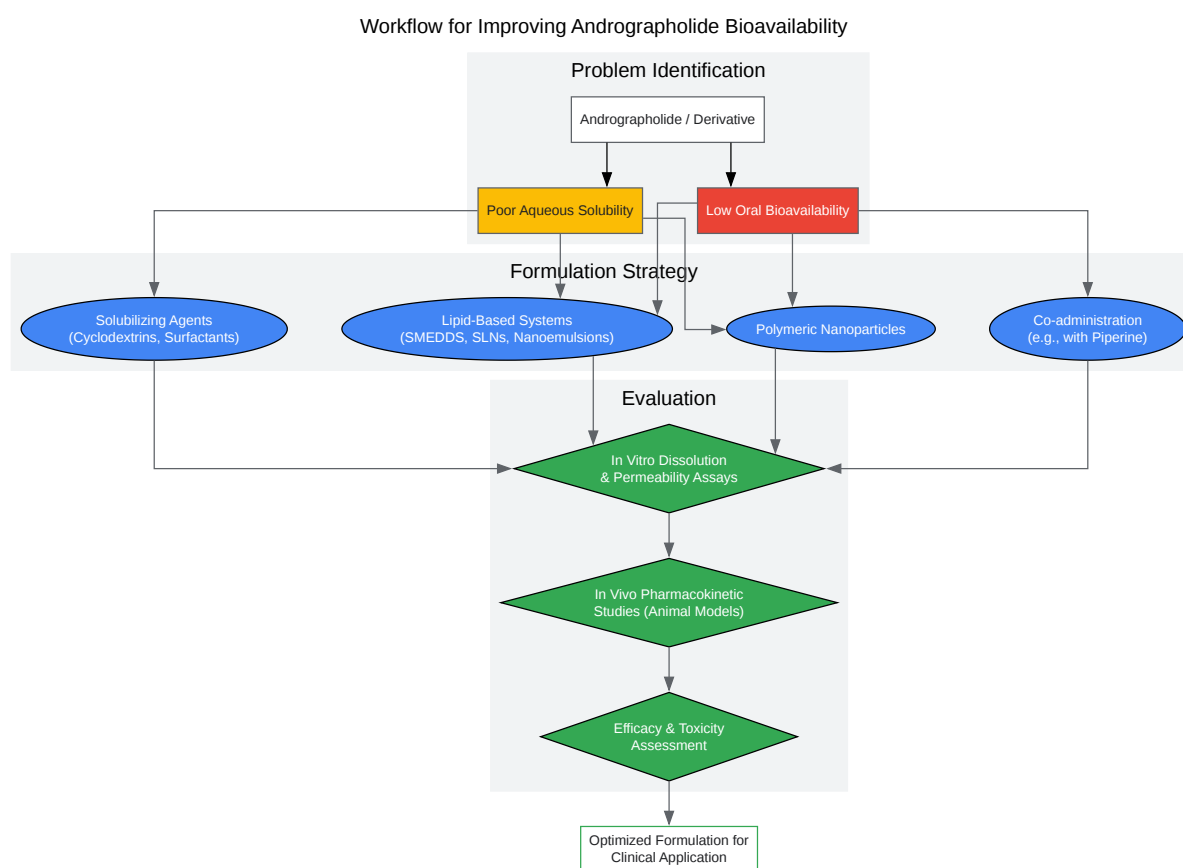 Workflow for Improving Andrographolide Bioavailability
Problem Identification
Andrographolide / Derivative
Poor Aqueous Solubility
Low Oral Bioavailability
Formulation Strategy
Solubilizing Agents
(Cyclodextrins, Surfactants)
Lipid-Based Systems
(SMEDDS, SLNs, Nanoemulsions)
Polymeric Nanoparticles
Co-administration
(e.g., with Piperine)
Evaluation
In Vitro Dissolution
& Permeability Assays
In Vivo Pharmacokinetic
Studies (Animal Models)
Efficacy & Toxicity
Assessment
Optimized Formulation for
Clinical Application